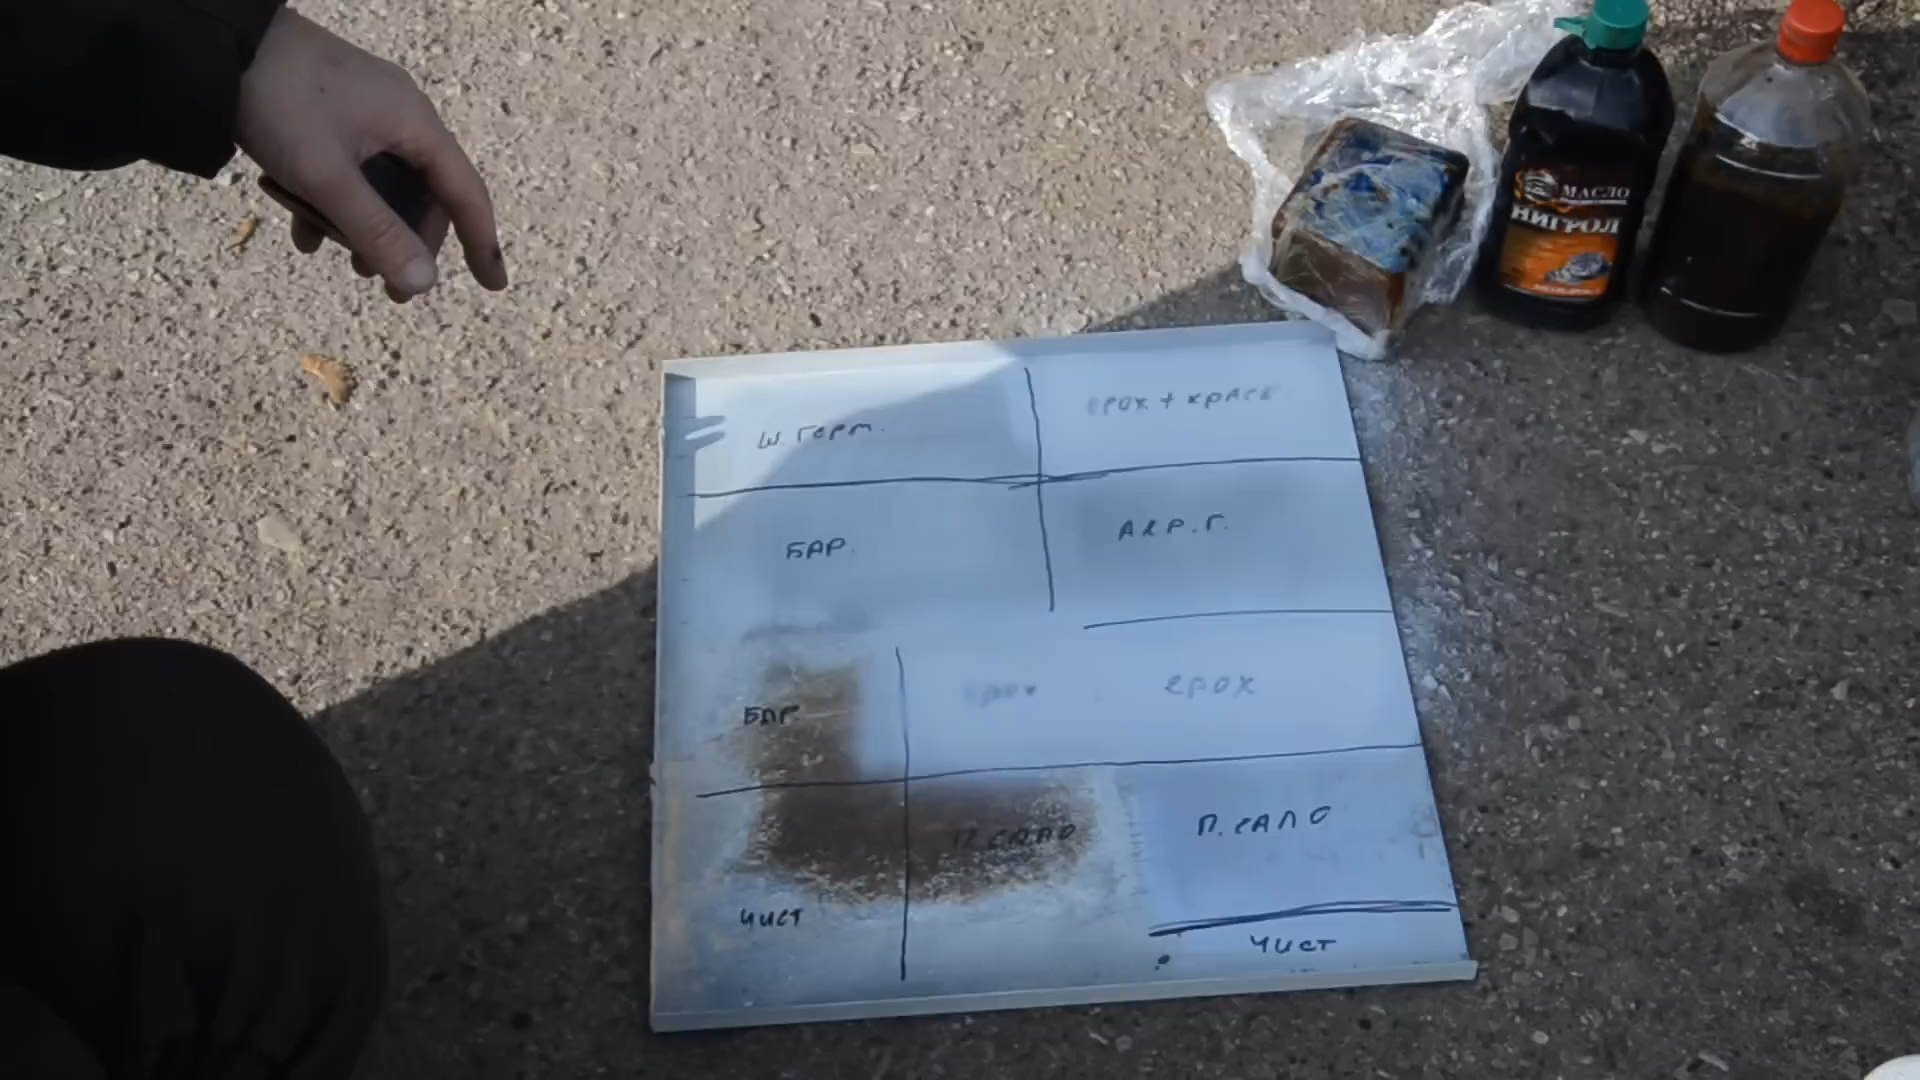 МАСЛО
НИГРОЛ
Ш. ГЕРМ.
EPOX + КРАСК
БАР.
АКР. Г.
БАР.
EPOX
EPOX
П. САЛО
П. САЛО
ЧИСТ
ЧИСТ